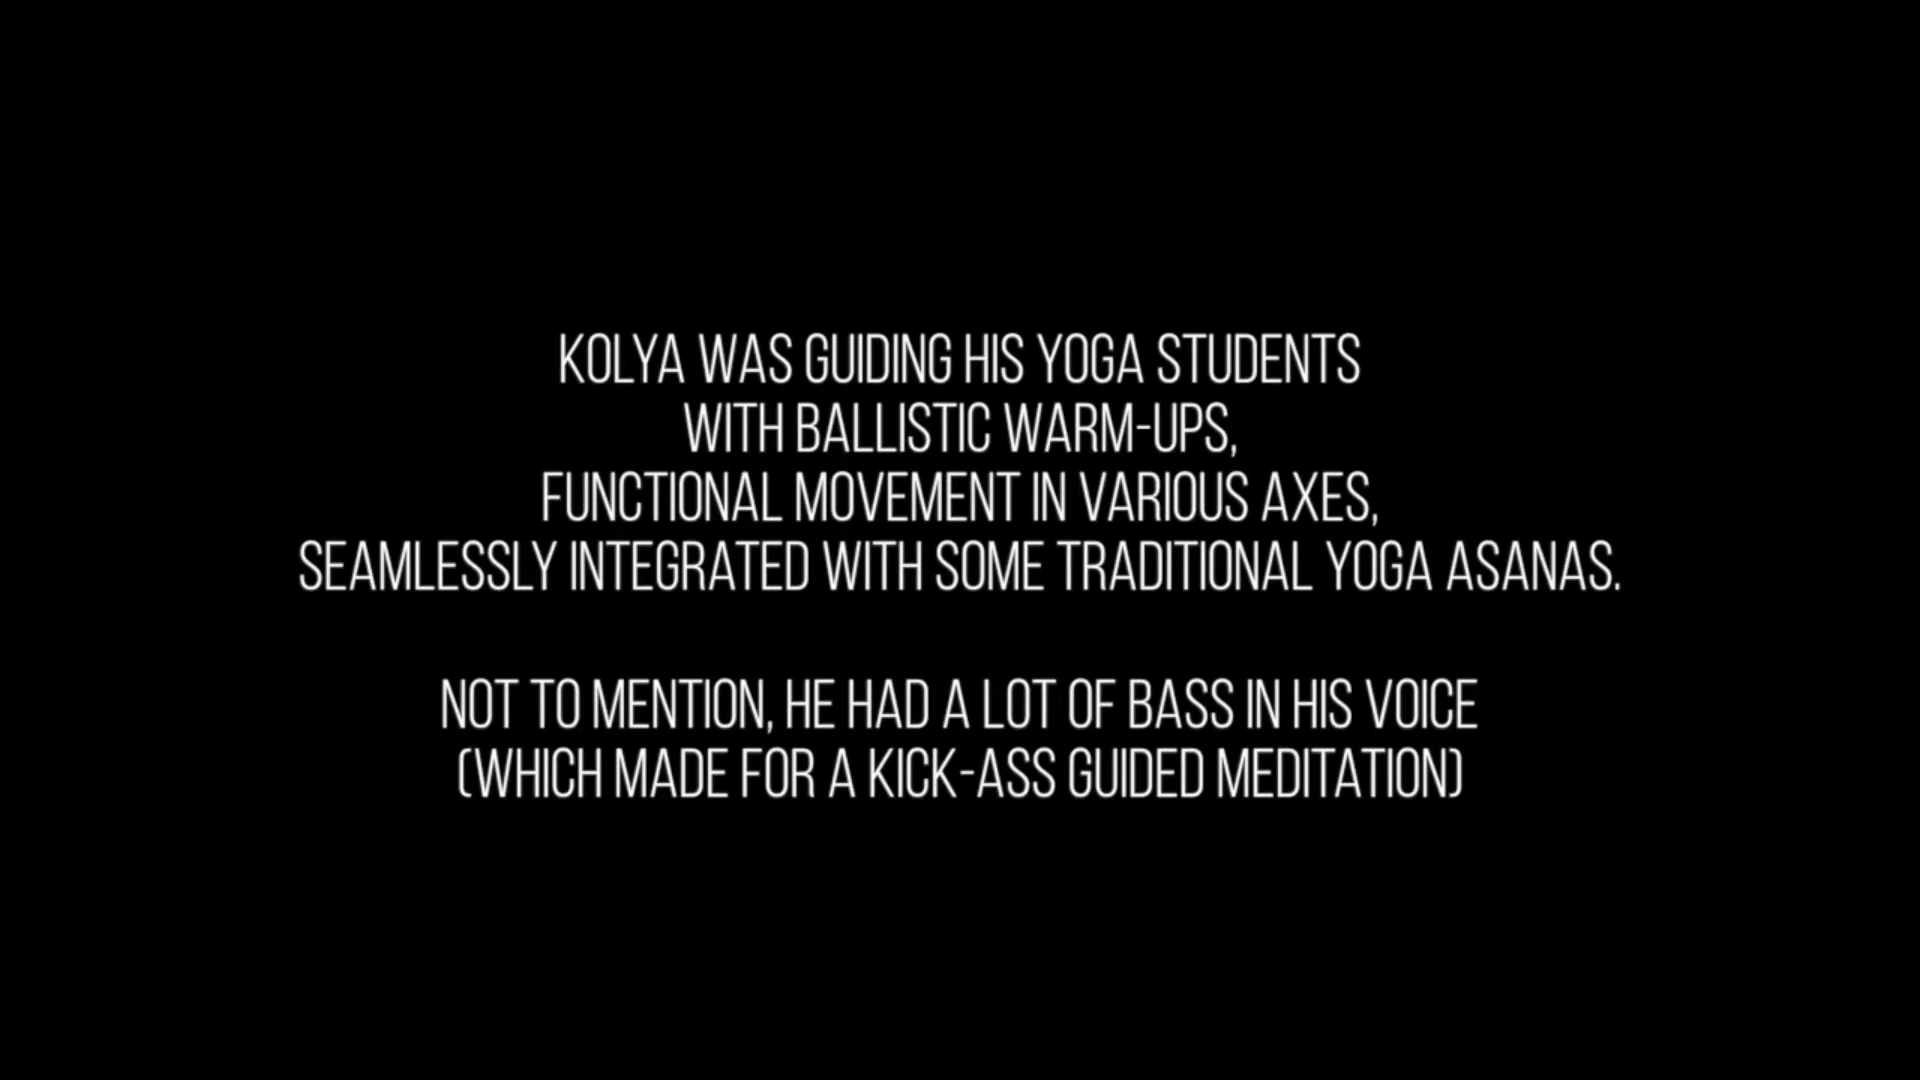 KOLYA WAS GUIDING HIS YOGA STUDENTS
WITH BALLISTIC WARM-UPS,
FUNCTIONAL MOVEMENT IN VARIOUS AXES,
SEAMLESSLY INTEGRATED WITH SOME TRADITIONAL YOGA ASANAS.
NOT TO MENTION, HE HAD A LOT OF BASS IN HIS VOICE
(WHICH MADE FOR A KICK-ASS GUIDED MEDITATION)